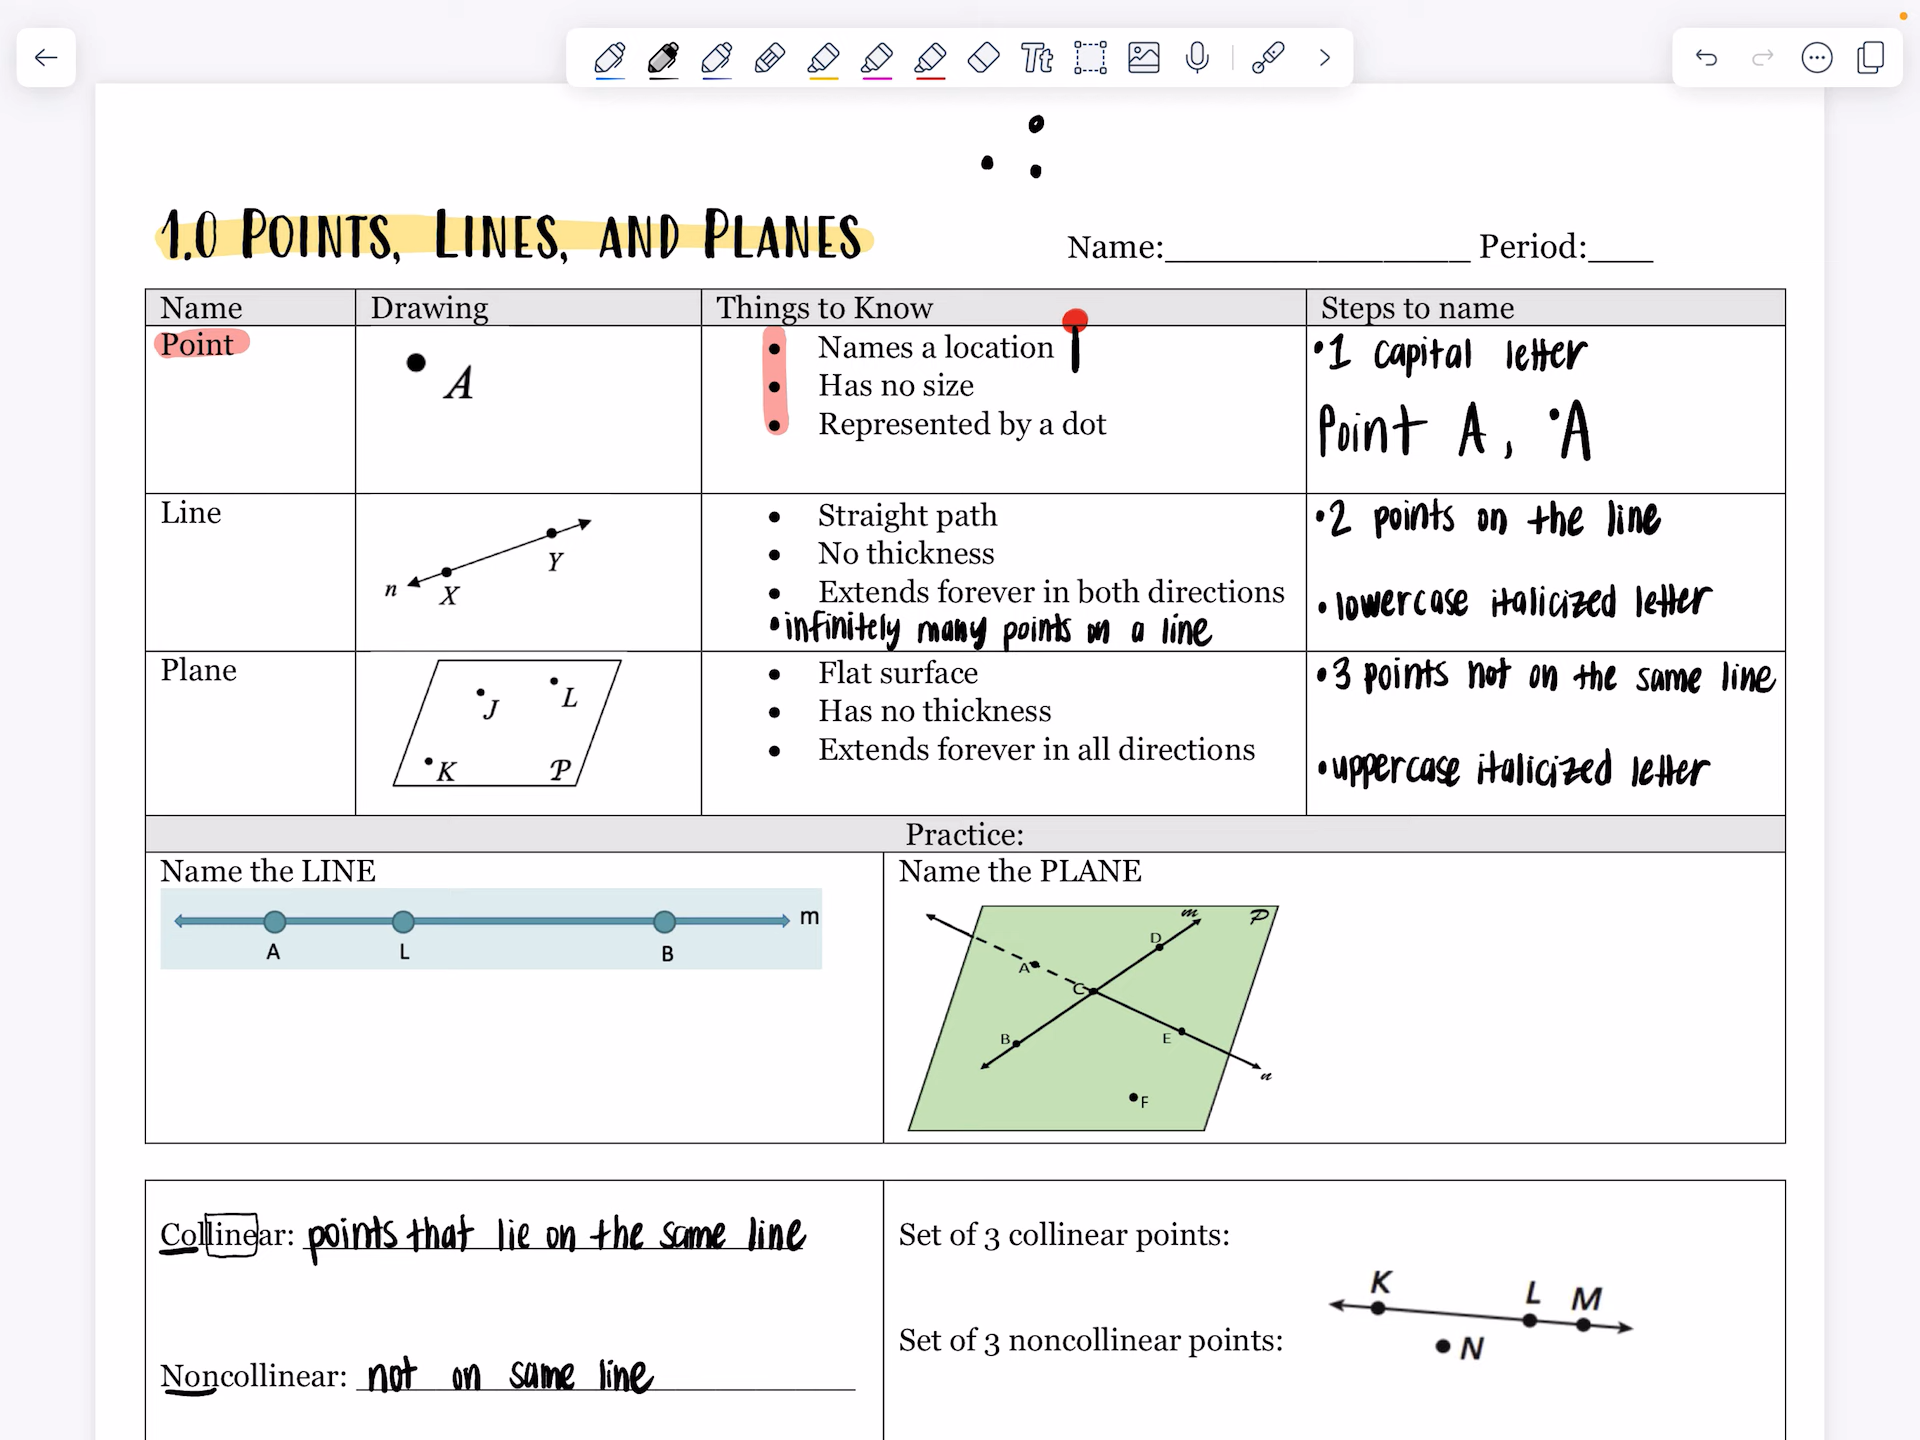 Tt
1.0 POINTS, LINES, AND PLANES
Name:____________________ Period:____
Name Drawing Things to Know Steps to name
Point
A
• Names a location
• Has no size
• Represented by a dot
•1 capital letter
Point A, •A
Line
n X Y
• Straight path
• No thickness
• Extends forever in both directions
•infinitely many points on a line
•2 points on the line
•lowercase italicized letter
Plane
J L
K P
• Flat surface
• Has no thickness
• Extends forever in all directions
•3 points not on the same line
•uppercase italicized letter
Practice:
Name the LINE
m
A L B
Name the PLANE
m P
D
A
C
B E
n
F
Collinear: points that lie on the same line
Noncollinear: not on same line
Set of 3 collinear points:
K L M
Set of 3 noncollinear points:
N